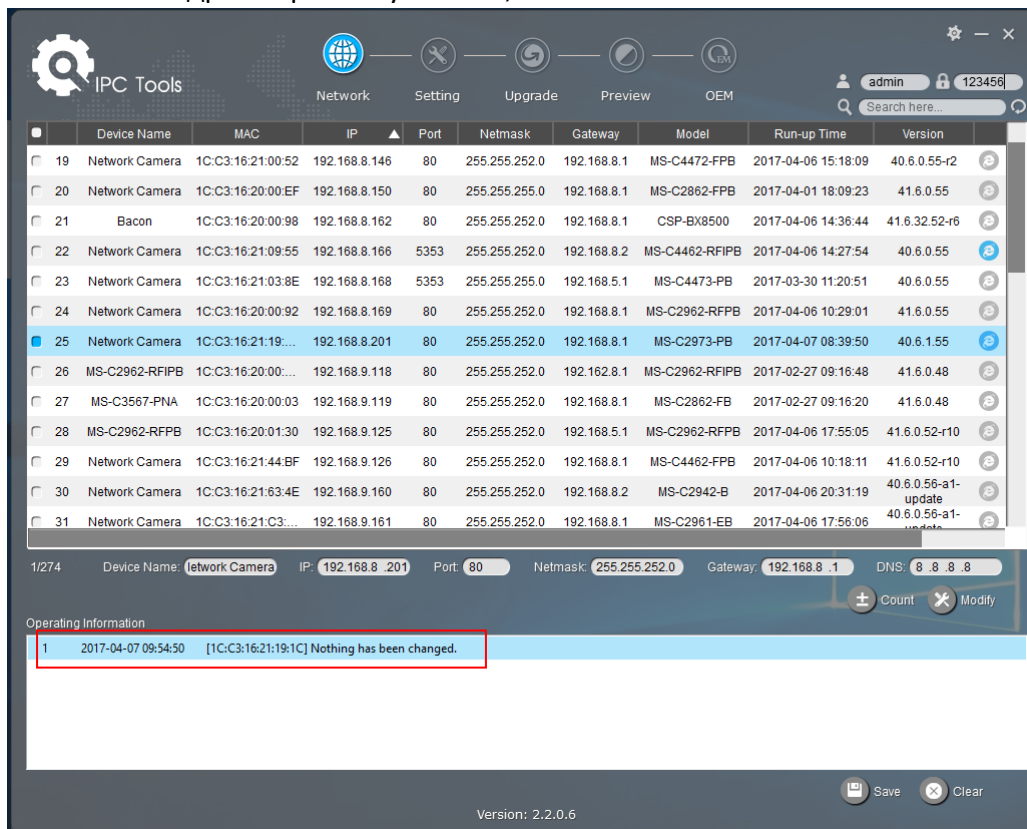 IPC Tools
Network Setting Upgrade Preview OEM
admin 123456
Search here...
Device Name MAC IP Port Netmask Gateway Model Run-up Time Version
19 Network Camera 1C:C3:16:21:00:52 192.168.8.146 80 255.255.252.0 192.168.8.1 MS-C4472-FPB 2017-04-06 15:18:09 40.6.0.55-r2
20 Network Camera 1C:C3:16:20:00:EF 192.168.8.150 80 255.255.252.0 192.168.8.1 MS-C2862-FPB 2017-04-01 18:09:23 41.6.0.55
21 Bacon 1C:C3:16:20:00:98 192.168.8.162 80 255.255.252.0 192.168.8.1 CSP-BX8500 2017-04-06 14:36:44 41.6.32.52-r6
22 Network Camera 1C:C3:16:21:09:55 192.168.8.166 5353 255.255.252.0 192.168.8.2 MS-C4462-RFIPB 2017-04-06 14:27:54 40.6.0.55
23 Network Camera 1C:C3:16:21:03:8E 192.168.8.168 5353 255.255.252.0 192.168.5.1 MS-C4473-PB 2017-03-30 11:20:51 40.6.0.55
24 Network Camera 1C:C3:16:20:00:92 192.168.8.169 80 255.255.252.0 192.168.8.1 MS-C2962-RFPB 2017-04-06 10:29:01 41.6.0.55
25 Network Camera 1C:C3:16:21:19:... 192.168.8.201 80 255.255.252.0 192.168.8.1 MS-C2973-PB 2017-04-07 08:39:50 40.6.1.55
26 MS-C2962-RFIPB 1C:C3:16:20:00:... 192.168.9.118 80 255.255.252.0 192.162.8.1 MS-C2962-RFIPB 2017-02-27 09:16:48 41.6.0.48
27 MS-C3567-PNA 1C:C3:16:20:00:03 192.168.9.119 80 255.255.252.0 192.168.8.1 MS-C2862-FB 2017-02-27 09:16:20 41.6.0.48
28 MS-C2962-RFPB 1C:C3:16:20:01:30 192.168.9.125 80 255.255.252.0 192.168.5.1 MS-C2962-RFPB 2017-04-06 17:55:05 41.6.0.52-r10
29 Network Camera 1C:C3:16:21:44:BF 192.168.9.126 80 255.255.252.0 192.168.8.1 MS-C4462-FPB 2017-04-06 10:18:11 41.6.0.52-r10
30 Network Camera 1C:C3:16:21:63:4E 192.168.9.160 80 255.255.252.0 192.168.8.2 MS-C2942-B 2017-04-06 20:31:19 40.6.0.56-a1-update
31 Network Camera 1C:C3:16:21:C3:... 192.168.9.161 80 255.255.252.0 192.168.8.1 MS-C2961-EB 2017-04-06 17:56:06 40.6.0.56-a1-
1/274 Device Name: letwork Camera IP: 192.168.8 .201 Port: 80 Netmask: 255.255.252.0 Gateway: 192.168.8 .1 DNS: 8 .8 .8 .8
Count Modify
Operating Information
1 2017-04-07 09:54:50 [1C:C3:16:21:19:1C] Nothing has been changed.
Save Clear
Version: 2.2.0.6